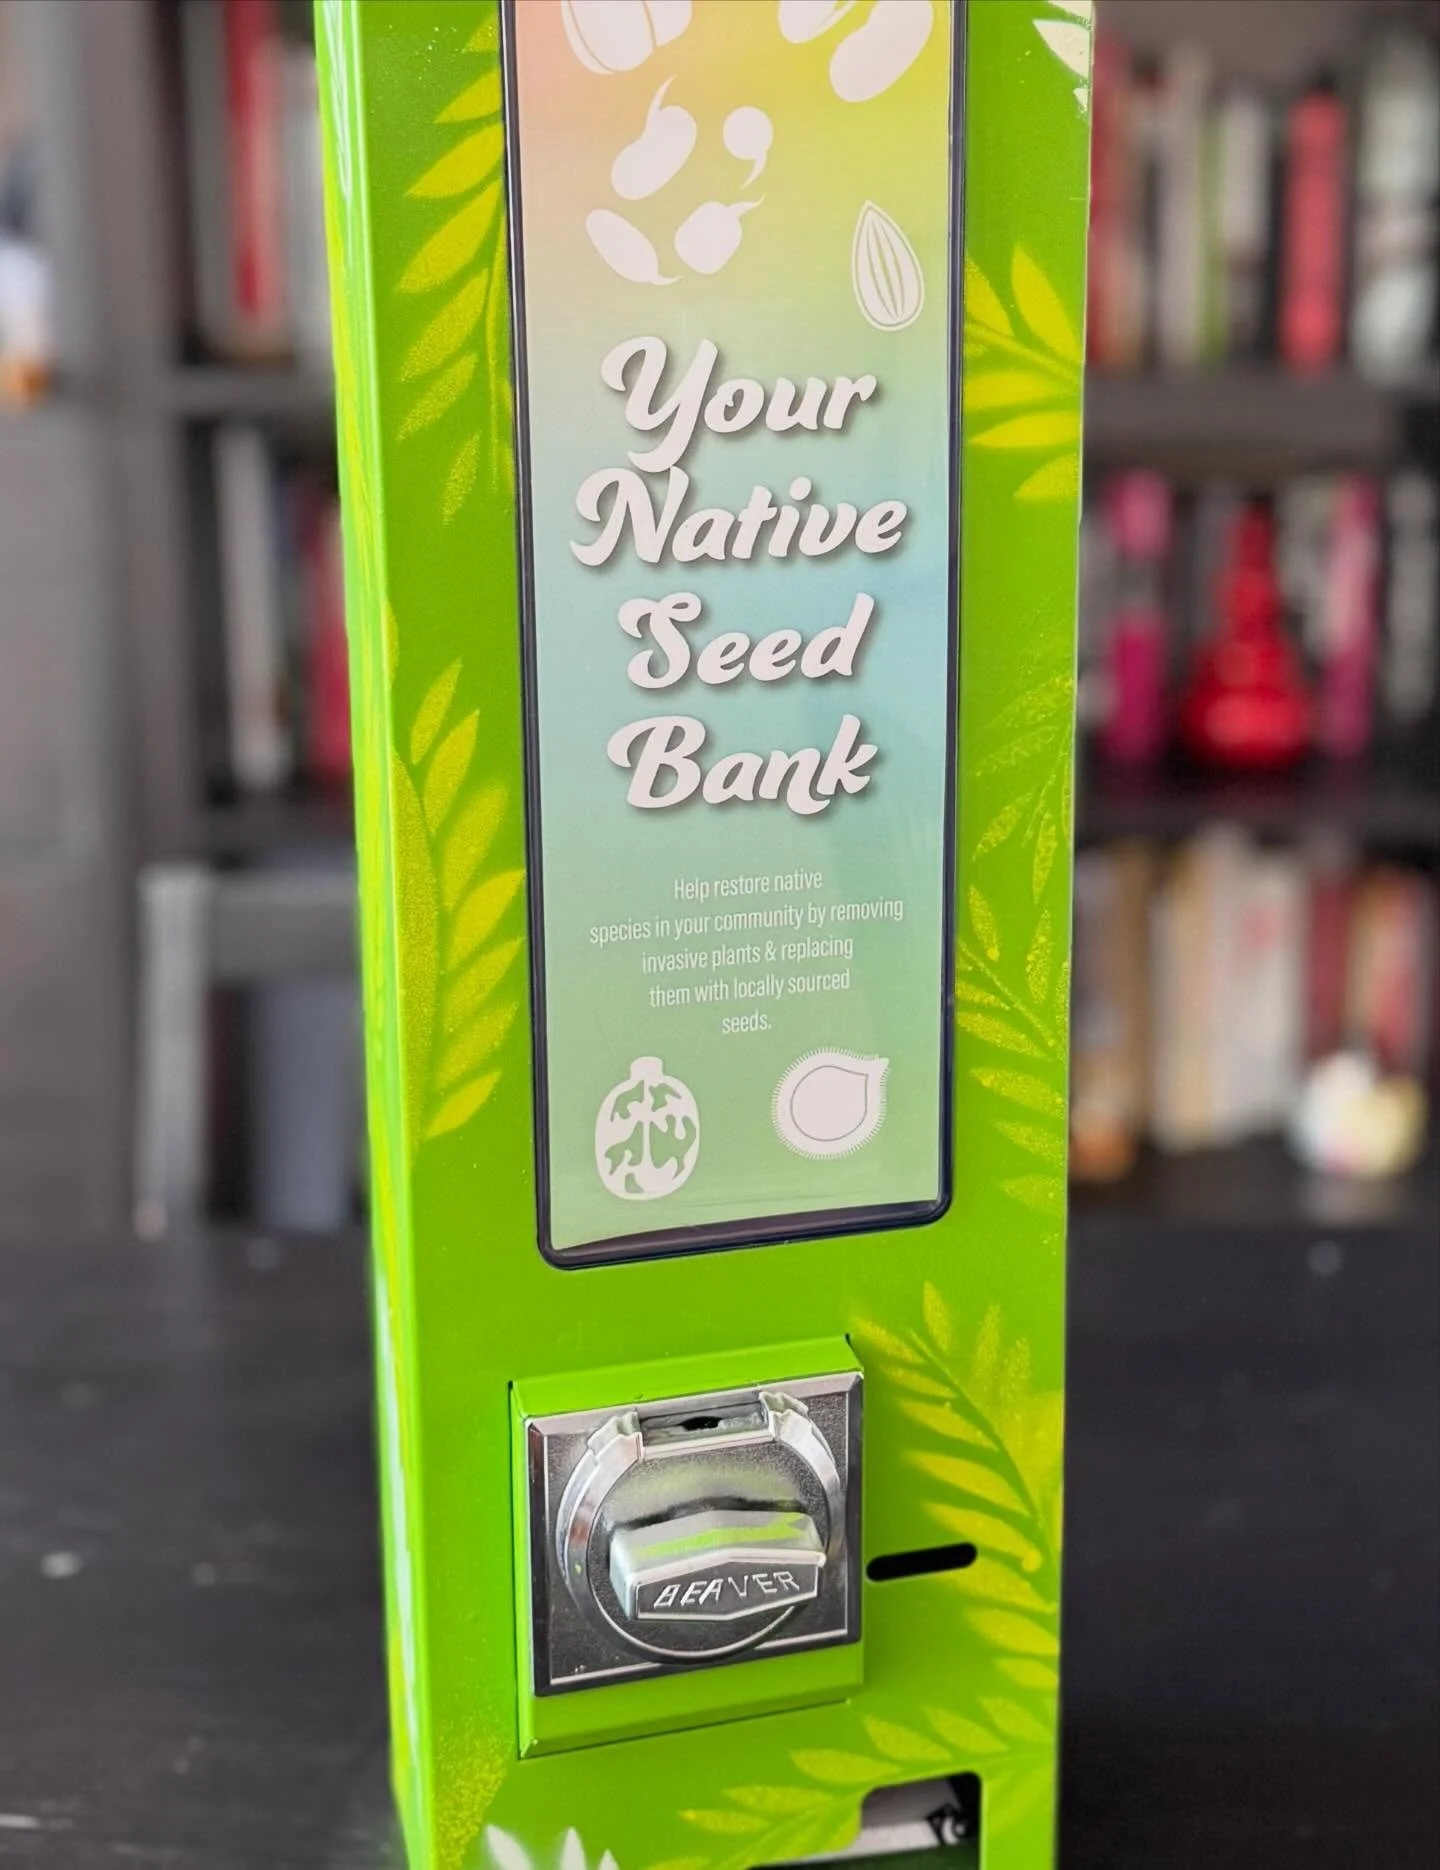 Your
Native
Seed
Bank
Help restore native
species in your community by removing
invasive plants & replacing
them with locally sourced
seeds.
BEAVER